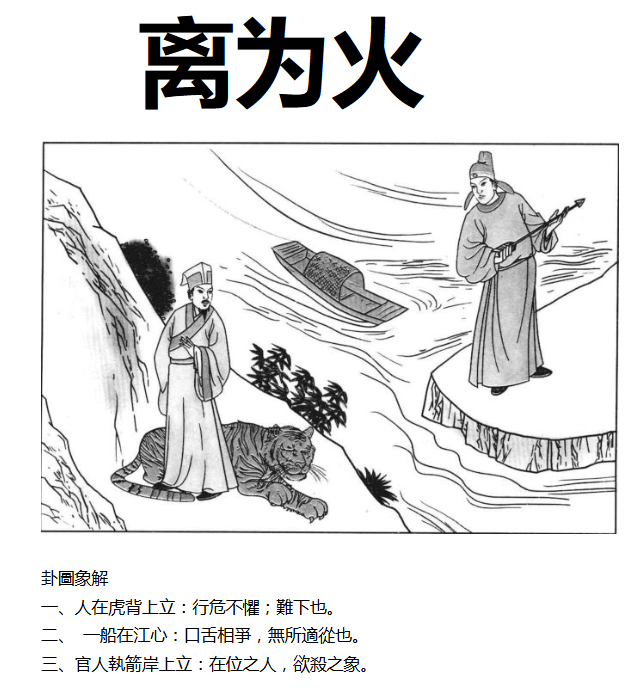 离为火
卦圖象解
一、人在虎背上立：行危不懼；難下也。
二、 一船在江心：口舌相爭，無所適從也。
三、官人執箭岸上立：在位之人，欲殺之象。